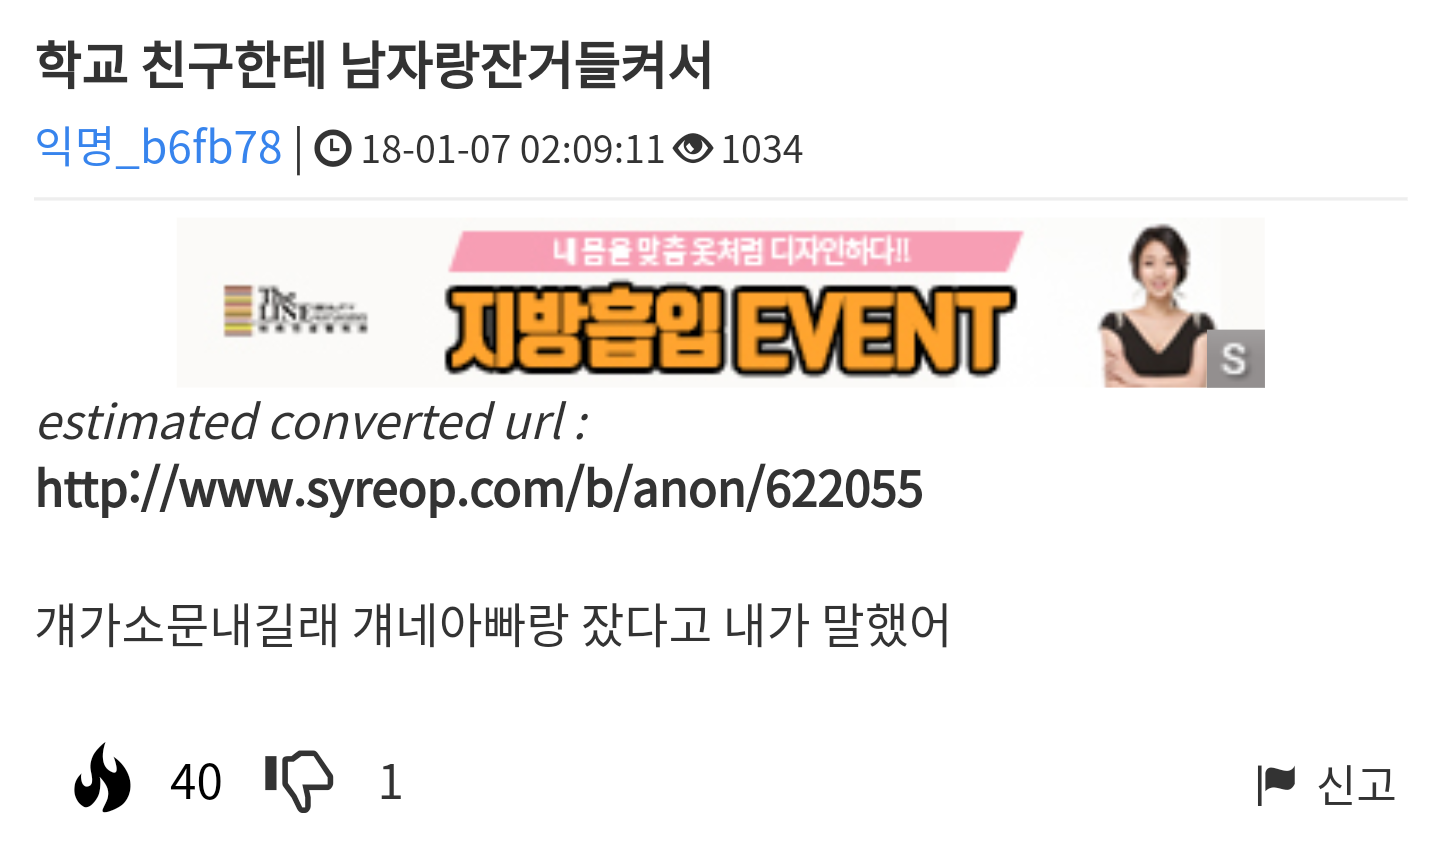 학교 친구한테 남자랑잔거들켜서
익명_b6fb78 | 18-01-07 02:09:11 1034
내 몸을 맞춤 옷처럼 디자인하다!!
The LINE
지방흡입 EVENT
S
estimated converted url :
http://www.syreop.com/b/anon/622055
걔가소문내길래 걔네아빠랑 잤다고 내가 말했어
40 1 신고